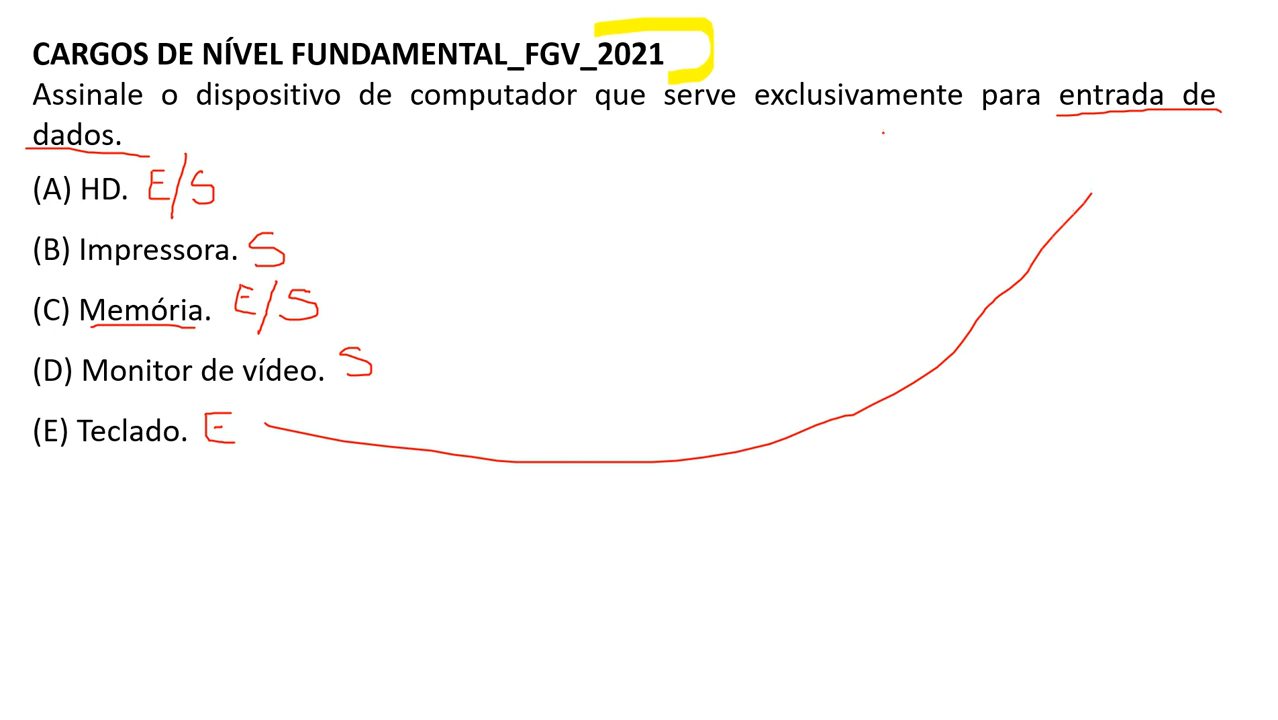 CARGOS DE NÍVEL FUNDAMENTAL_FGV_2021
Assinale o dispositivo de computador que serve exclusivamente para entrada de
dados.
(A) HD. E/S
(B) Impressora. S
(C) Memória. E/S
(D) Monitor de vídeo. S
(E) Teclado. E